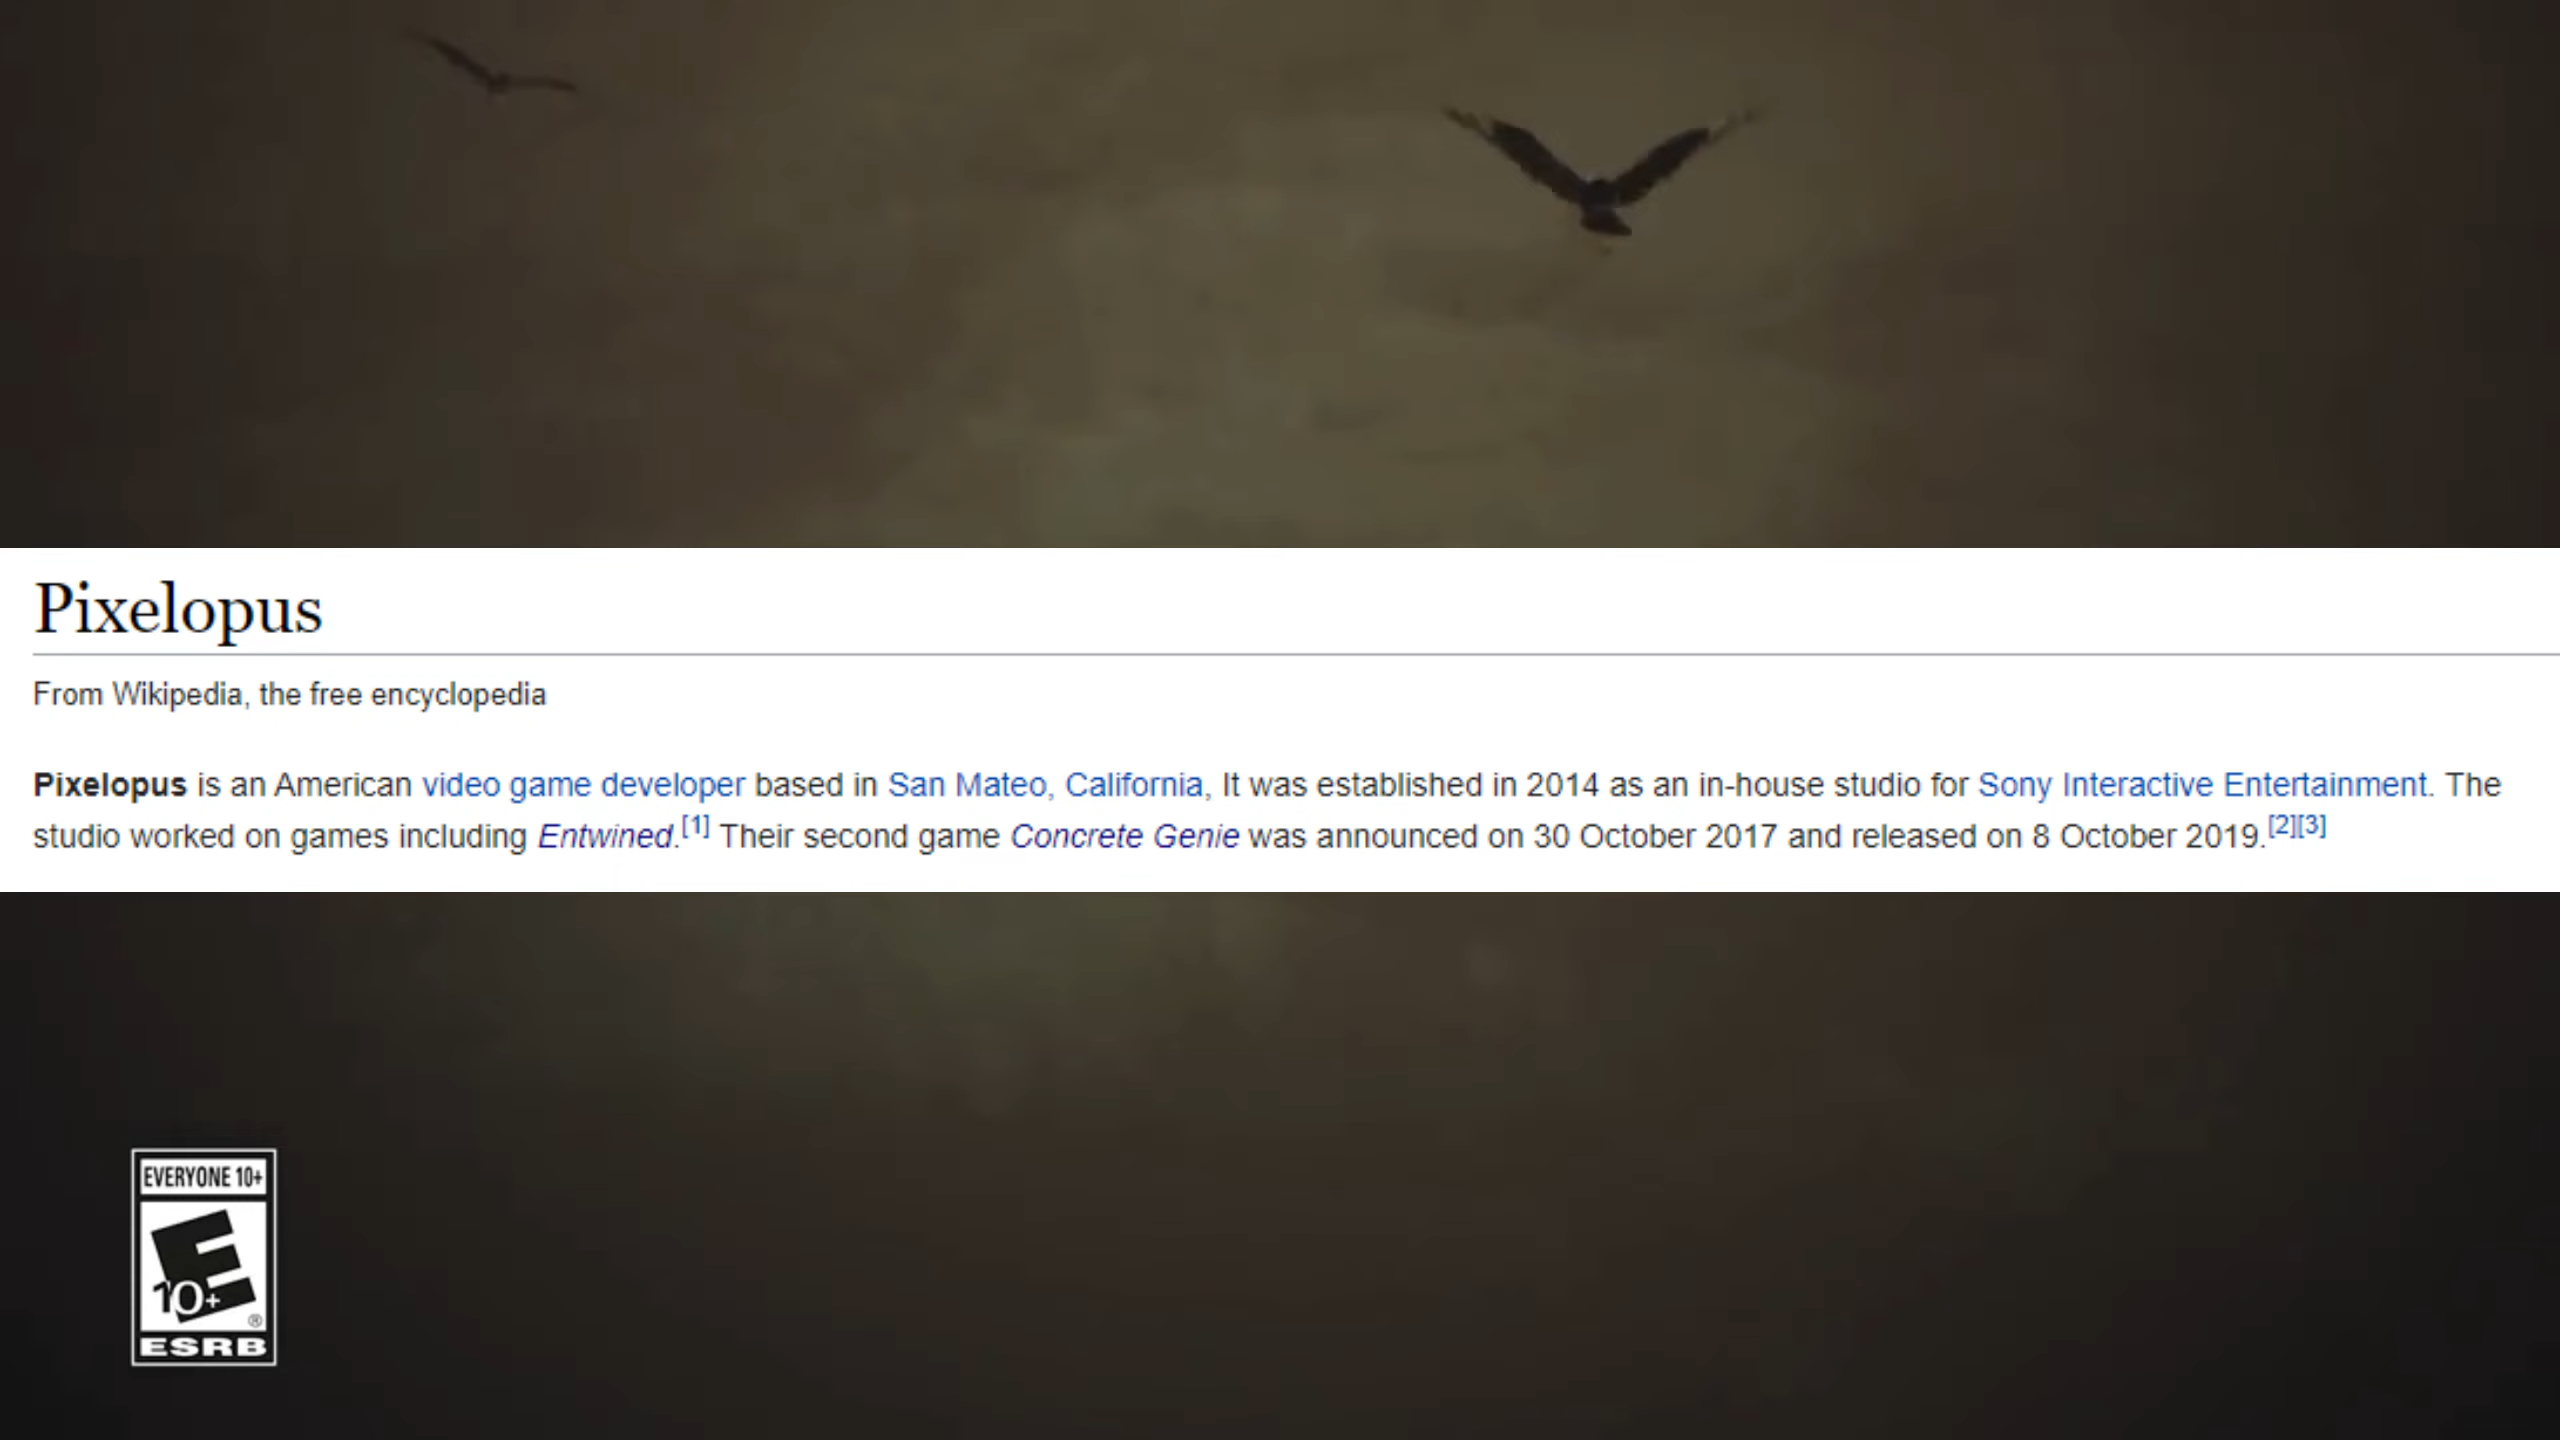 Pixelopus
From Wikipedia, the free encyclopedia
Pixelopus is an American video game developer based in San Mateo, California, It was established in 2014 as an in-house studio for Sony Interactive Entertainment. The
studio worked on games including Entwined.[1] Their second game Concrete Genie was announced on 30 October 2017 and released on 8 October 2019.[2][3]
EVERYONE 10+
E
10+
®
ESRB